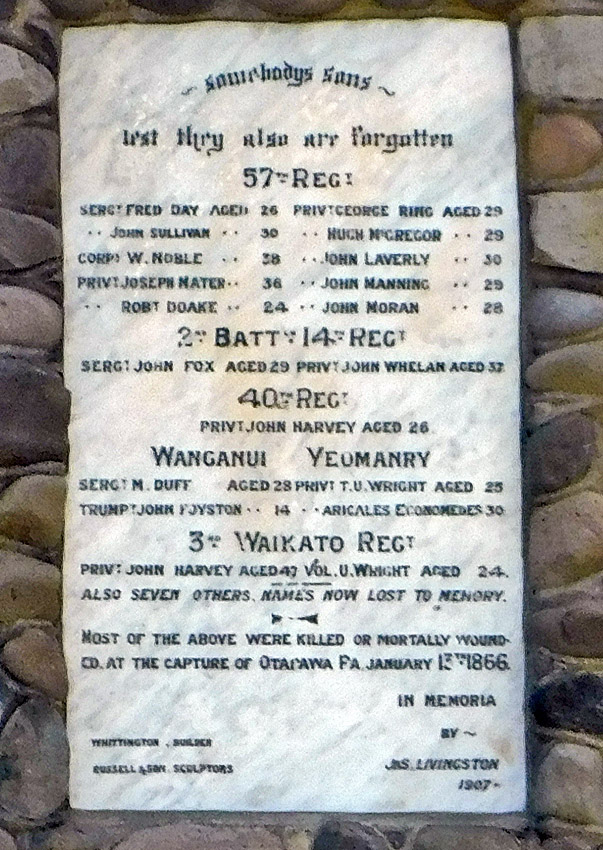 ~ somebodys sons ~
lest they also are forgotten
57TH REGT
SERGT FRED DAY AGED 26 PRIVT GEORGE RING AGED 29
·· JOHN SULLIVAN ·· 30 ·· HUGH McGREGOR ·· 29
CORPL W. NOBLE ·· 38 ·· JOHN LAVERLY ·· 30
PRIVT JOSEPH MATER ·· 36 ·· JOHN MANNING ·· 29
·· ROBT DOAKE ·· 24 ·· JOHN MORAN ·· 28
2ND BATTN 14TH REGT
SERGT JOHN FOX AGED 29 PRIVT JOHN WHELAN AGED 32
40TH REGT
PRIVT JOHN HARVEY AGED 26
WANGANUI YEOMANRY
SERGT M. DUFF AGED 28 PRIVT T.U. WRIGHT AGED 25
TRUMPT JOHN FOYSTON ·· 14 ·· ARICALES ECONOMEDES 30
3RD WAIKATO REGT
PRIVT JOHN HARVEY AGED 47 VOL. U. WRIGHT AGED 24.
ALSO SEVEN OTHERS, NAMES NOW LOST TO MEMORY.
MOST OF THE ABOVE WERE KILLED OR MORTALLY WOUND-
ED, AT THE CAPTURE OF OTAPAWA PA, JANUARY 13TH 1866.
IN MEMORIA
BY ~
WHITTINGTON, BUILDER
JAS. LIVINGSTON
RUSSELL & SON, SCULPTORS
1907-